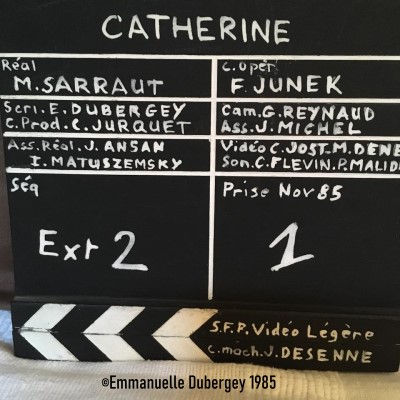 CATHERINE
Réal
M. SARRAUT
C. opér
F. JUNEK
Scri. E. DUBERGEY
C. Prod. C. JURQUET
Cam. G. REYNAUD
Ass. J. MICHEL
Ass. Réal. J. ANSAN
I. MATUSZEMSKY
Vidéo C. JOST. M. DENE
Son. C. FLEVIN. P. MALID
Séq
Ext 2
Prise Nov 85
1
S.F.P. Vidéo Légère
C. mach. J. DESENNE
©Emmanuelle Dubergey 1985